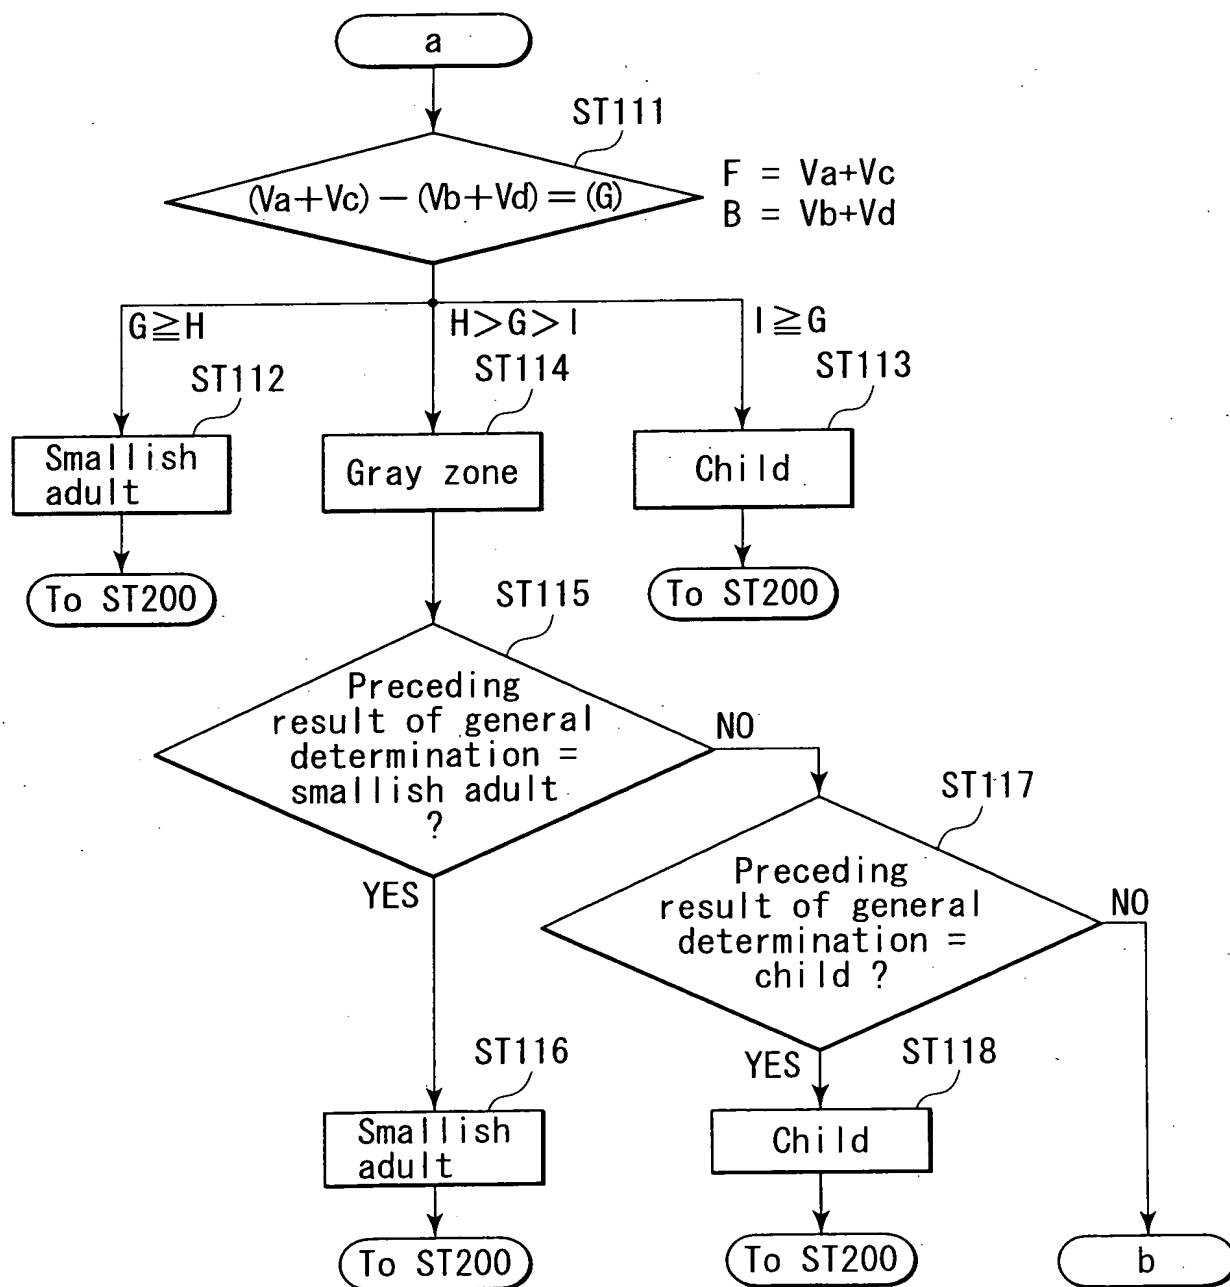 a
ST111
(Va+Vc)－(Vb+Vd)=(G)
F = Va+Vc
B = Vb+Vd
G≧H
H>G>I
I≧G
ST112
ST114
ST113
Smallish
adult
Gray zone
Child
To ST200
To ST200
ST115
Preceding
result of general
determination =
smallish adult
?
NO
YES
ST117
Preceding
result of general
determination =
child ?
NO
YES
ST116
ST118
Smallish
adult
Child
To ST200
To ST200
b